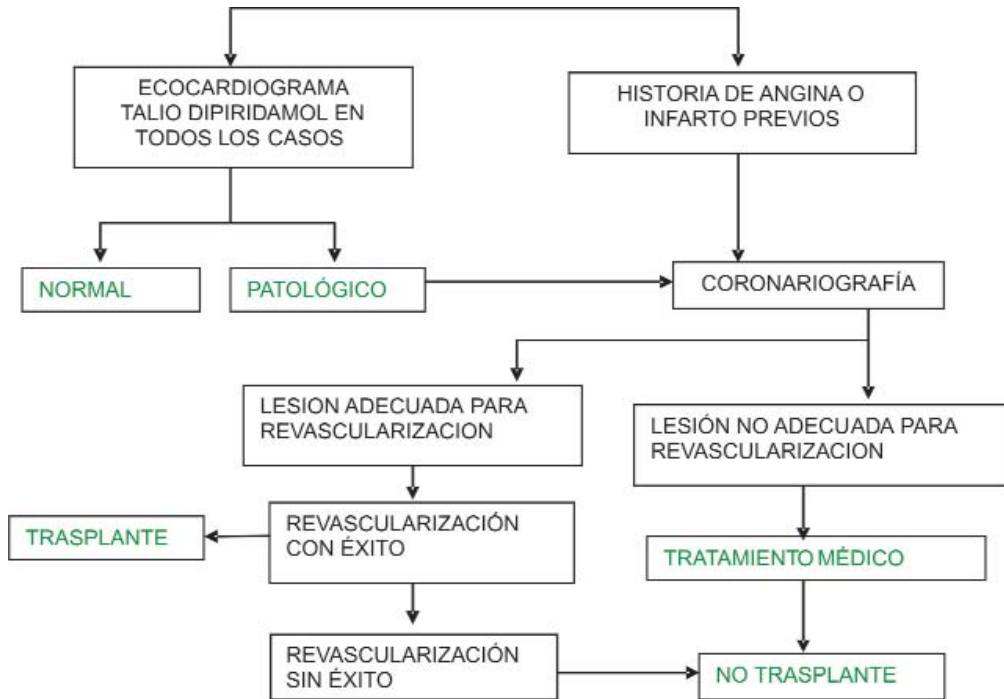 ECOCARDIOGRAMA
TALIO DIPIRIDAMOL EN
TODOS LOS CASOS
HISTORIA DE ANGINA O
INFARTO PREVIOS
NORMAL
PATOLÓGICO
CORONARIOGRAFÍA
LESION ADECUADA PARA
REVASCULARIZACION
LESIÓN NO ADECUADA PARA
REVASCULARIZACION
TRASPLANTE
REVASCULARIZACIÓN
CON ÉXITO
TRATAMIENTO MÉDICO
REVASCULARIZACIÓN
SIN ÉXITO
NO TRASPLANTE